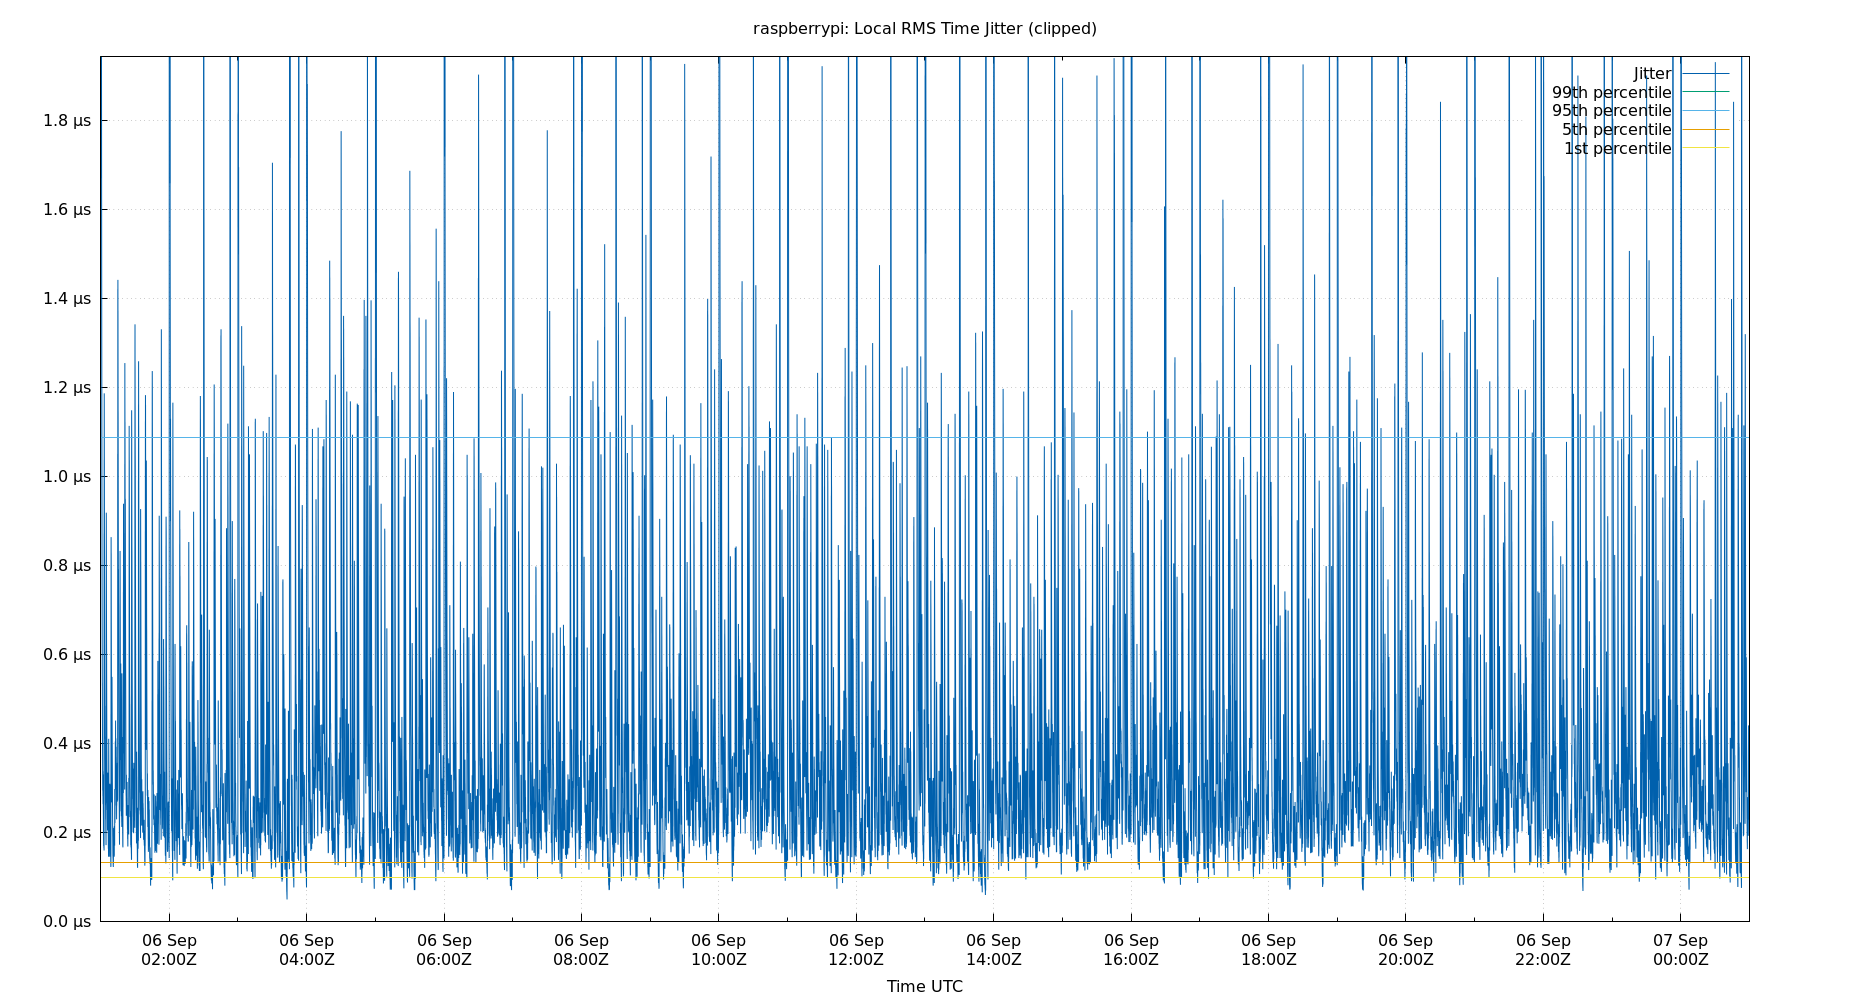 raspberrypi: Local RMS Time Jitter (clipped)
Jitter
99th percentile
95th percentile
5th percentile
1st percentile
1.8 µs
1.6 µs
1.4 µs
1.2 µs
1.0 µs
0.8 µs
0.6 µs
0.4 µs
0.2 µs
0.0 µs
06 Sep 06 Sep 06 Sep 06 Sep 06 Sep 06 Sep 06 Sep 06 Sep 06 Sep 06 Sep 06 Sep 07 Sep
02:00Z 04:00Z 06:00Z 08:00Z 10:00Z 12:00Z 14:00Z 16:00Z 18:00Z 20:00Z 22:00Z 00:00Z
Time UTC